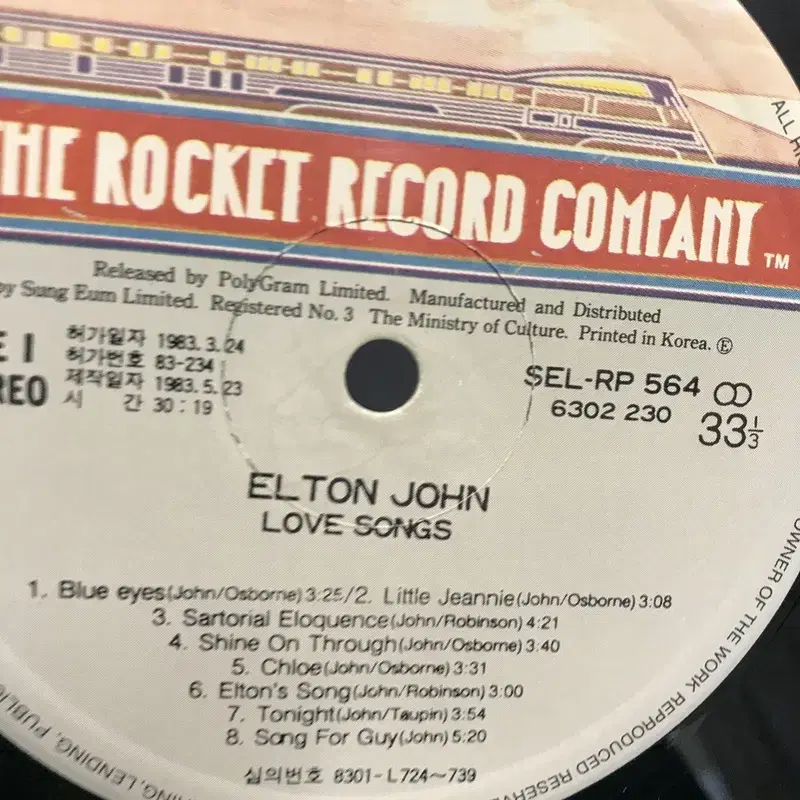 THE ROCKET RECORD COMPANY ™
Released by PolyGram Limited. Manufactured and Distributed
by Sung Eum Limited. Registered No. 3 The Ministry of Culture. Printed in Korea. Ⓔ
허가일자 1983. 3. 24
허가번호 83-234
제작일자 1983. 5. 23
시 간 30 : 19
SEL-RP 564
6302 230
33⅓
ELTON JOHN
LOVE SONGS
1. Blue eyes(John/Osborne) 3:25/2. Little Jeannie(John/Osborne) 3:08
3. Sartorial Eloquence(John/Robinson) 4:21
4. Shine On Through(John/Osborne) 3:40
5. Chloe(John/Osborne) 3:31
6. Elton's Song(John/Robinson) 3:00
7. Tonight(John/Taupin) 3:54
8. Song For Guy(John) 5:20
심의번호 8301-L724~739
ALL
OWNER OF THE WORK REPRODUCED RESERVE
LENDING, PUBLIC